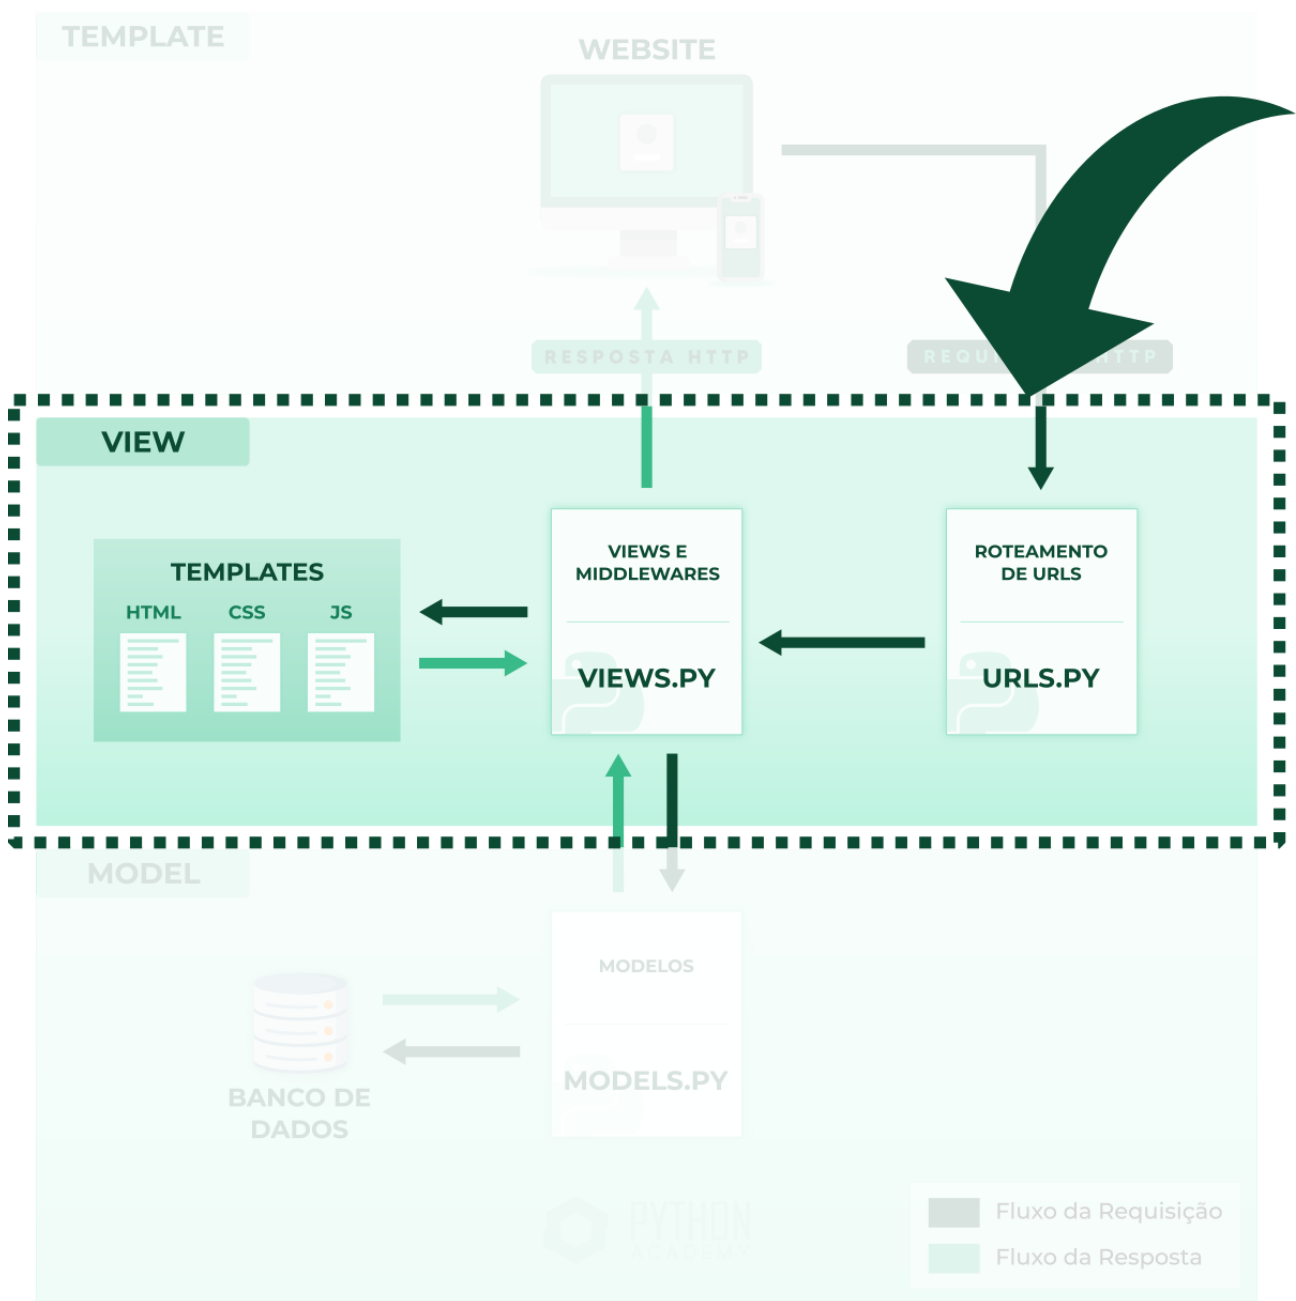 TEMPLATE
WEBSITE
RESPOSTA HTTP
VIEW
TEMPLATES
HTML CSS JS
VIEWS E
MIDDLEWARES
VIEWS.PY
ROTEAMENTO
DE URLS
URLS.PY
MODEL
MODELOS
MODELS.PY
BANCO DE
DADOS
PYTHON
ACADEMY
Fluxo da Requisição
Fluxo da Resposta